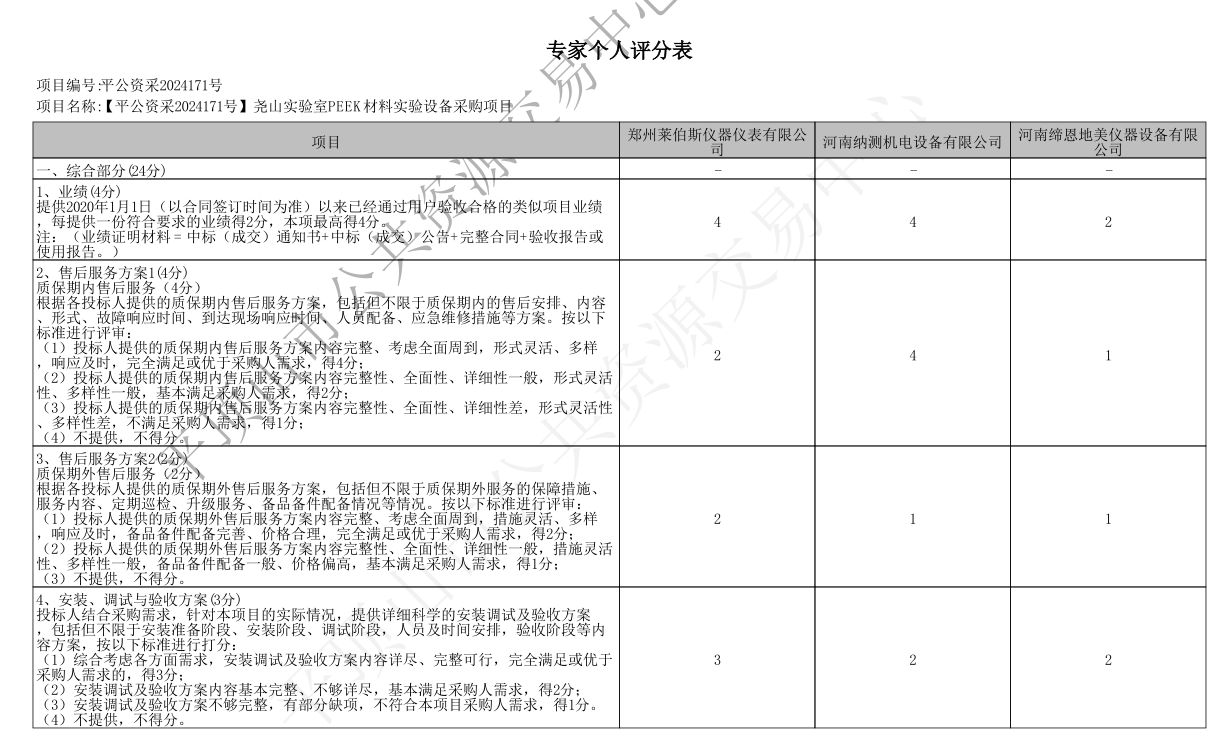 专家个人评分表
项目编号:平公资采2024171号
项目名称:【平公资采2024171号】尧山实验室PEEK材料实验设备采购项目
项目
郑州莱伯斯仪器仪表有限公
司
河南纳测机电设备有限公司
河南缔恩地美仪器设备有限
公司
一、综合部分(24分)
-
-
-
1、业绩(4分)
提供2020年1月1日（以合同签订时间为准）以来已经通过用户验收合格的类似项目业绩
，每提供一份符合要求的业绩得2分，本项最高得4分。
注：（业绩证明材料=中标（成交）通知书+中标（成交）公告+完整合同+验收报告或
使用报告。）
4
4
2
2、售后服务方案1(4分)
质保期内售后服务（4分）
根据各投标人提供的质保期内售后服务方案，包括但不限于质保期内的售后安排、内容
、形式、故障响应时间、到达现场响应时间、人员配备、应急维修措施等方案。按以下
标准进行评审：
（1）投标人提供的质保期内售后服务方案内容完整、考虑全面周到，形式灵活、多样
，响应及时，完全满足或优于采购人需求，得4分；
（2）投标人提供的质保期内售后服务方案内容完整性、全面性、详细性一般，形式灵活
性、多样性一般，基本满足采购人需求，得2分；
（3）投标人提供的质保期内售后服务方案内容完整性、全面性、详细性差，形式灵活性
、多样性差，不满足采购人需求，得1分；
（4）不提供，不得分。
2
4
1
3、售后服务方案2(2分)
质保期外售后服务（2分）
根据各投标人提供的质保期外售后服务方案，包括但不限于质保期外服务的保障措施、
服务内容、定期巡检、升级服务、备品备件配备情况等情况。按以下标准进行评审：
（1）投标人提供的质保期外售后服务方案内容完整、考虑全面周到，措施灵活、多样
，响应及时，备品备件配备完善、价格合理，完全满足或优于采购人需求，得2分；
（2）投标人提供的质保期外售后服务方案内容完整性、全面性、详细性一般，措施灵活
性、多样性一般，备品备件配备一般、价格偏高，基本满足采购人需求，得1分；
（3）不提供，不得分。
2
1
1
4、安装、调试与验收方案(3分)
投标人结合采购需求，针对本项目的实际情况，提供详细科学的安装调试及验收方案
，包括但不限于安装准备阶段、安装阶段、调试阶段，人员及时间安排，验收阶段等内
容方案，按以下标准进行打分：
（1）综合考虑各方面需求，安装调试及验收方案内容详尽、完整可行，完全满足或优于
采购人需求的，得3分；
（2）安装调试及验收方案内容基本完整、不够详尽，基本满足采购人需求，得2分；
（3）安装调试及验收方案不够完整，有部分缺项，不符合本项目采购人需求，得1分。
（4）不提供，不得分。
3
2
2
平顶山市公共资源交易中心
平顶山市公共资源交易中心